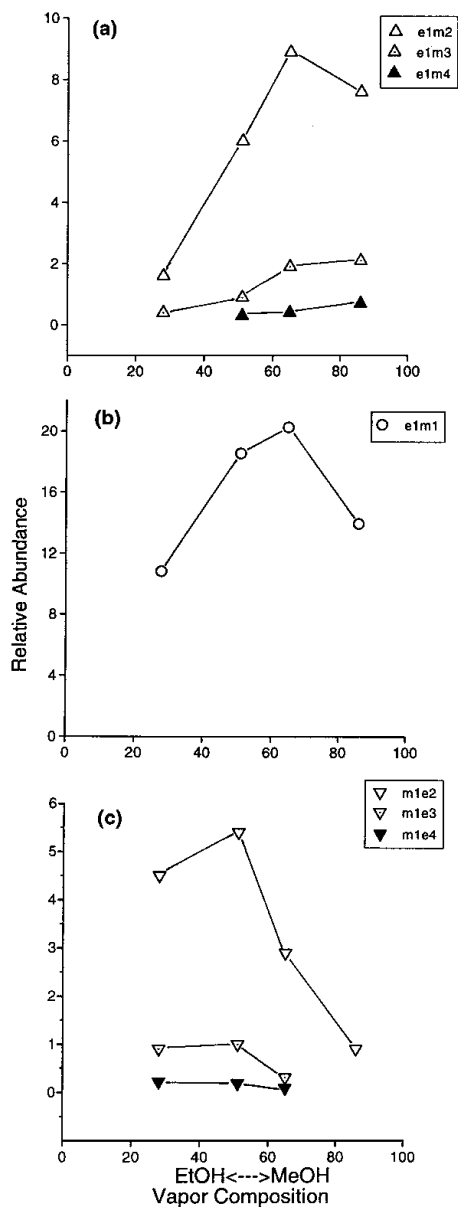 (a)
e1m2
e1m3
e1m4
10
8
6
4
2
0
0 20 40 60 80 100
(b)
e1m1
20
16
12
8
4
0
0 20 40 60 80 100
Relative Abundance
(c)
m1e2
m1e3
m1e4
6
5
4
3
2
1
0
0 20 40 60 80 100
EtOH<--->MeOH
Vapor Composition